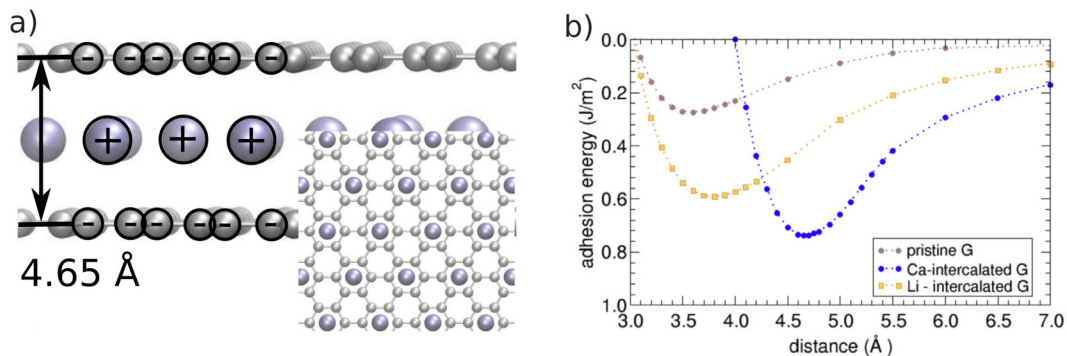 a)
- - - - - -
+ + +
- - - - - -
4.65 Å
b)
0.0
0.2
0.4
0.6
0.8
1.0
adhesion energy (J/m²)
pristine G
Ca-intercalated G
Li - intercalated G
3.0 3.5 4.0 4.5 5.0 5.5 6.0 6.5 7.0
distance (Å)